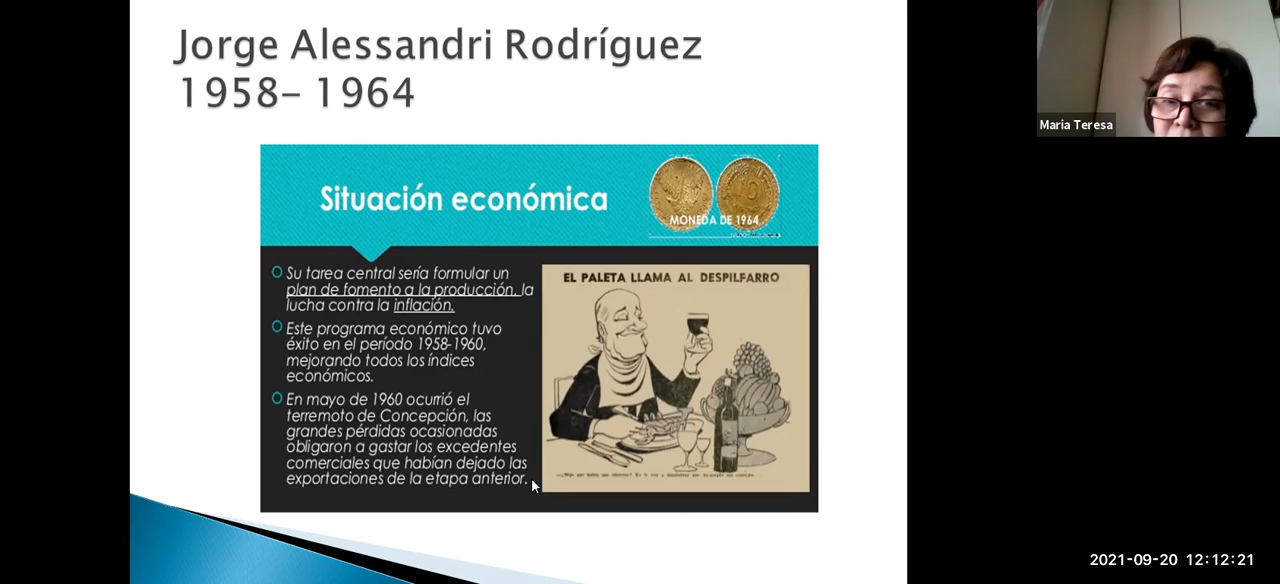 Jorge Alessandri Rodríguez
1958– 1964
Situación económica
MONEDA DE 1964
Su tarea central sería formular un
plan de fomento a la producción, la
lucha contra la inflación.
Este programa económico tuvo
éxito en el período 1958-1960,
mejorando todos los índices
económicos.
En mayo de 1960 ocurrió el
terremoto de Concepción, las
grandes pérdidas ocasionadas
obligaron a gastar los excedentes
comerciales que habían dejado las
exportaciones de la etapa anterior.
EL PALETA LLAMA AL DESPILFARRO
Maria Teresa
2021-09-20 12:12:21